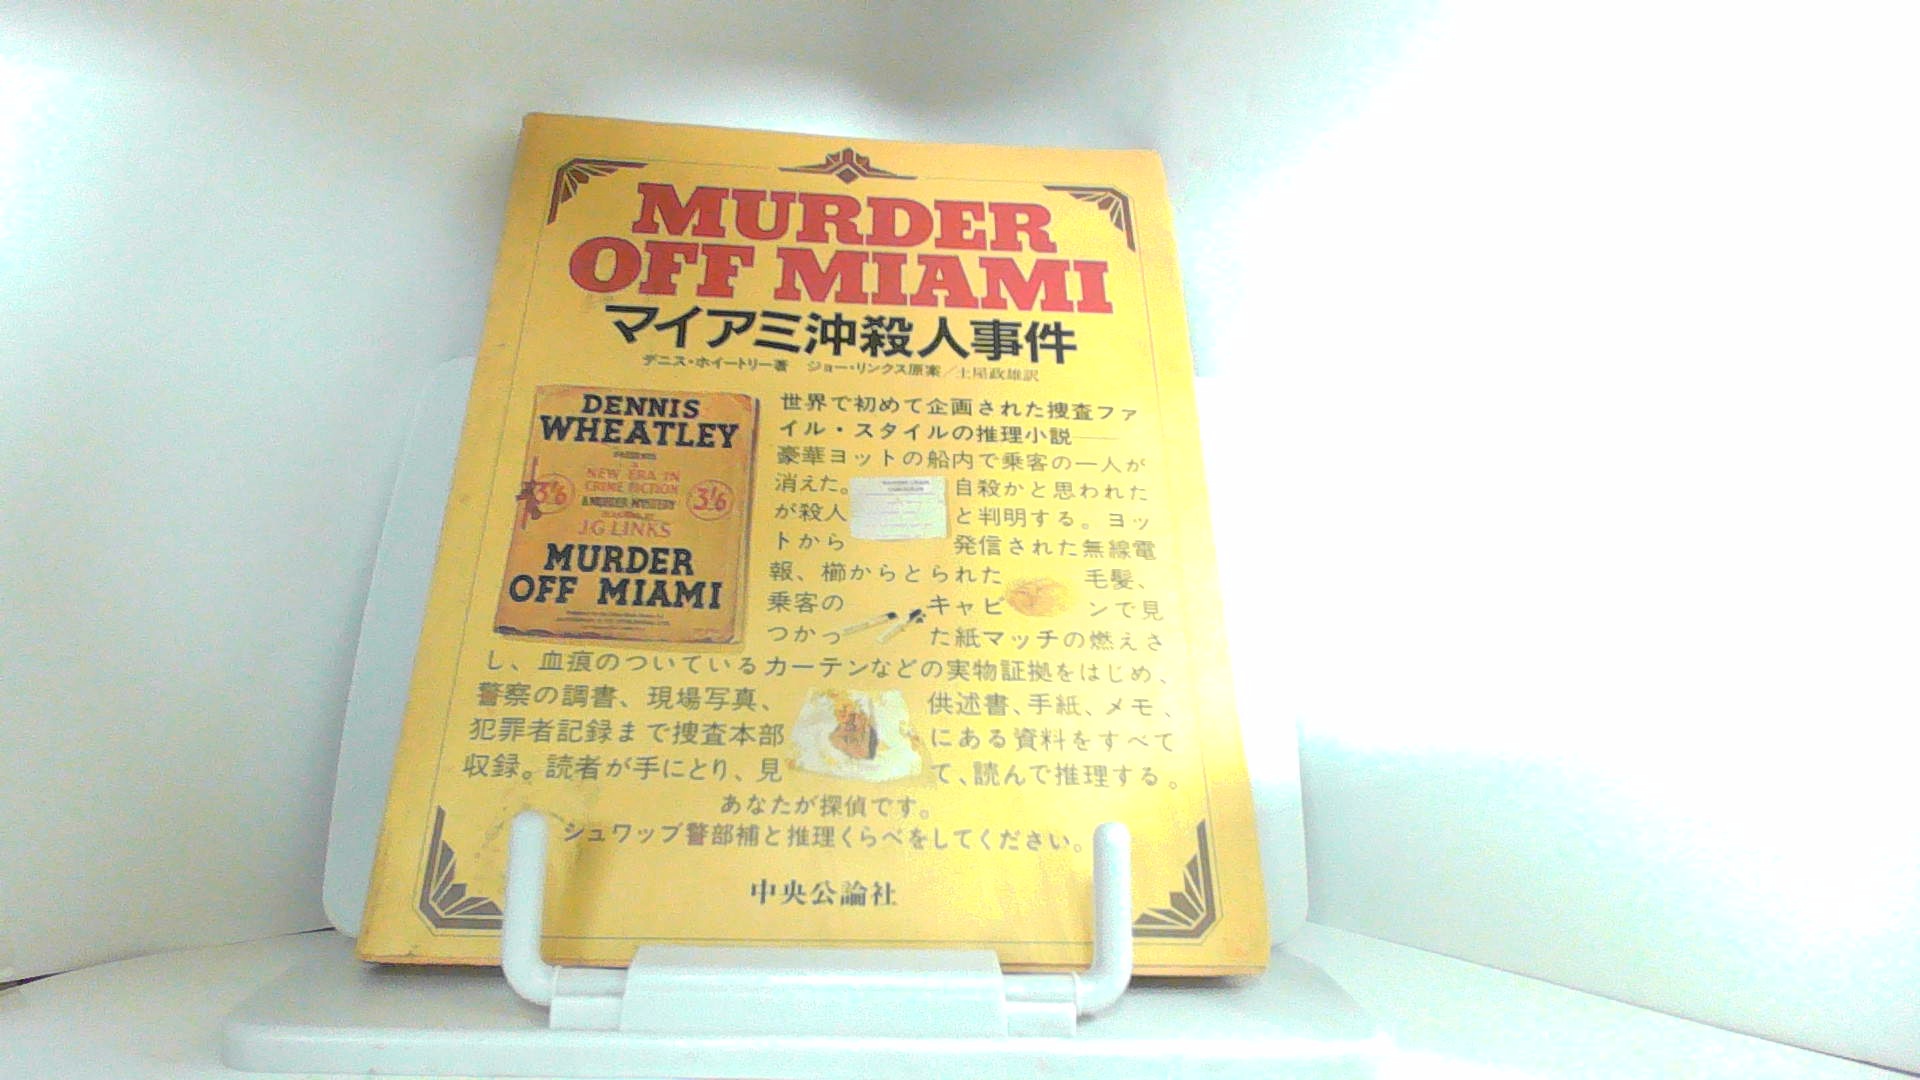 MURDER
OFF MIAMI
マイアミ沖殺人事件
デニス・ホイートリー著 ジョー・リンクス原案／土屋政雄訳
DENNIS
WHEATLEY
PRESENTS
A
NEW ERA IN
CRIME FICTION
3/6
A MURDER MYSTERY
3/6
J.G. LINKS
MURDER
OFF MIAMI
世界で初めて企画された捜査ファ
イル・スタイルの推理小説──
豪華ヨットの船内で乗客の一人が
消えた。自殺かと思われた
が殺人と判明する。ヨッ
トから発信された無線電
報、櫛からとられた毛髪、
乗客のキャビンで見
つかった紙マッチの燃えさ
し、血痕のついているカーテンなどの実物証拠をはじめ、
警察の調書、現場写真、供述書、手紙、メモ、
犯罪者記録まで捜査本部にある資料をすべて
収録。読者が手にとり、見て、読んで推理する。
あなたが探偵です。
シュワッブ警部補と推理くらべをしてください。
中央公論社